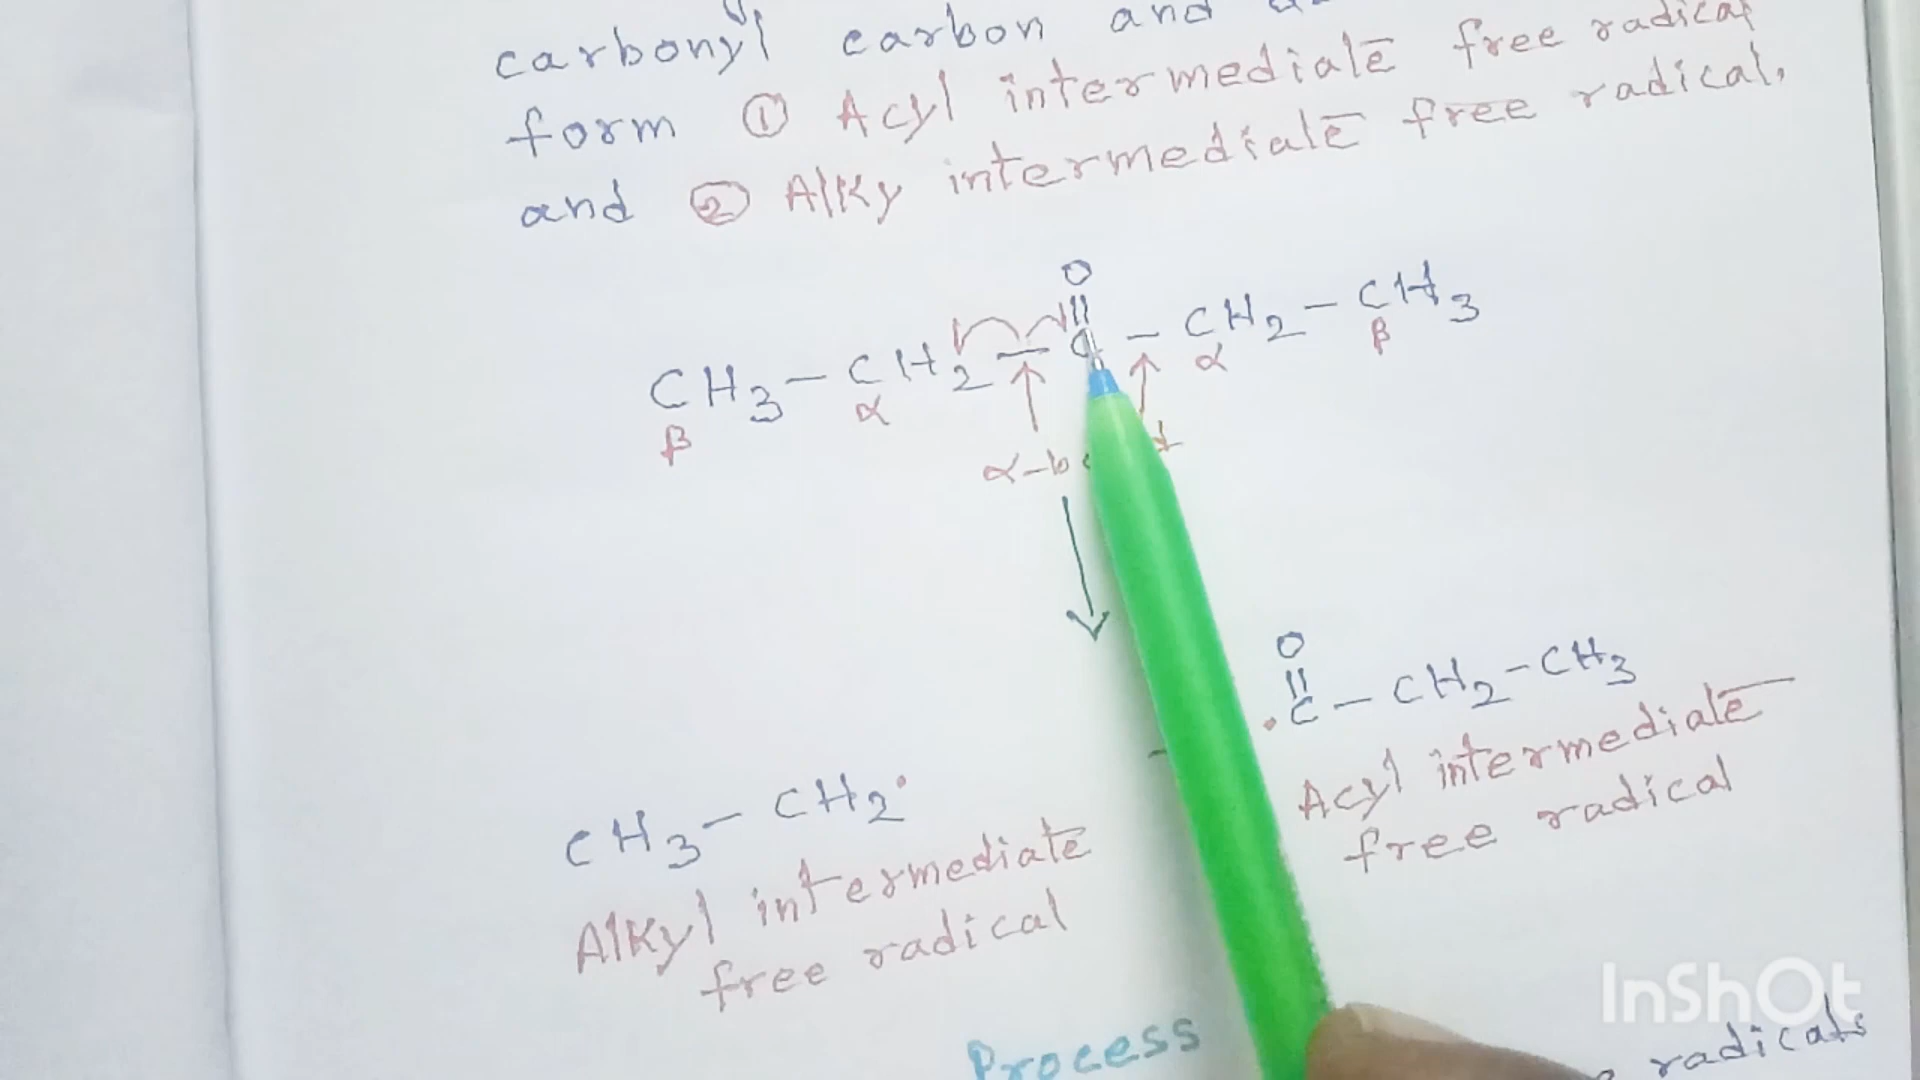 carbonyl carbon and
form ① Acyl intermediate free radical
and ② Alky intermediate free radical,
O
CH3-CH2-C-CH2-CH3
β α α β
α-b
O
.C-CH2-CH3
CH3-CH2•
Acyl intermediate
free radical
Alkyl intermediate
free radical
Process
radicals
InShOt